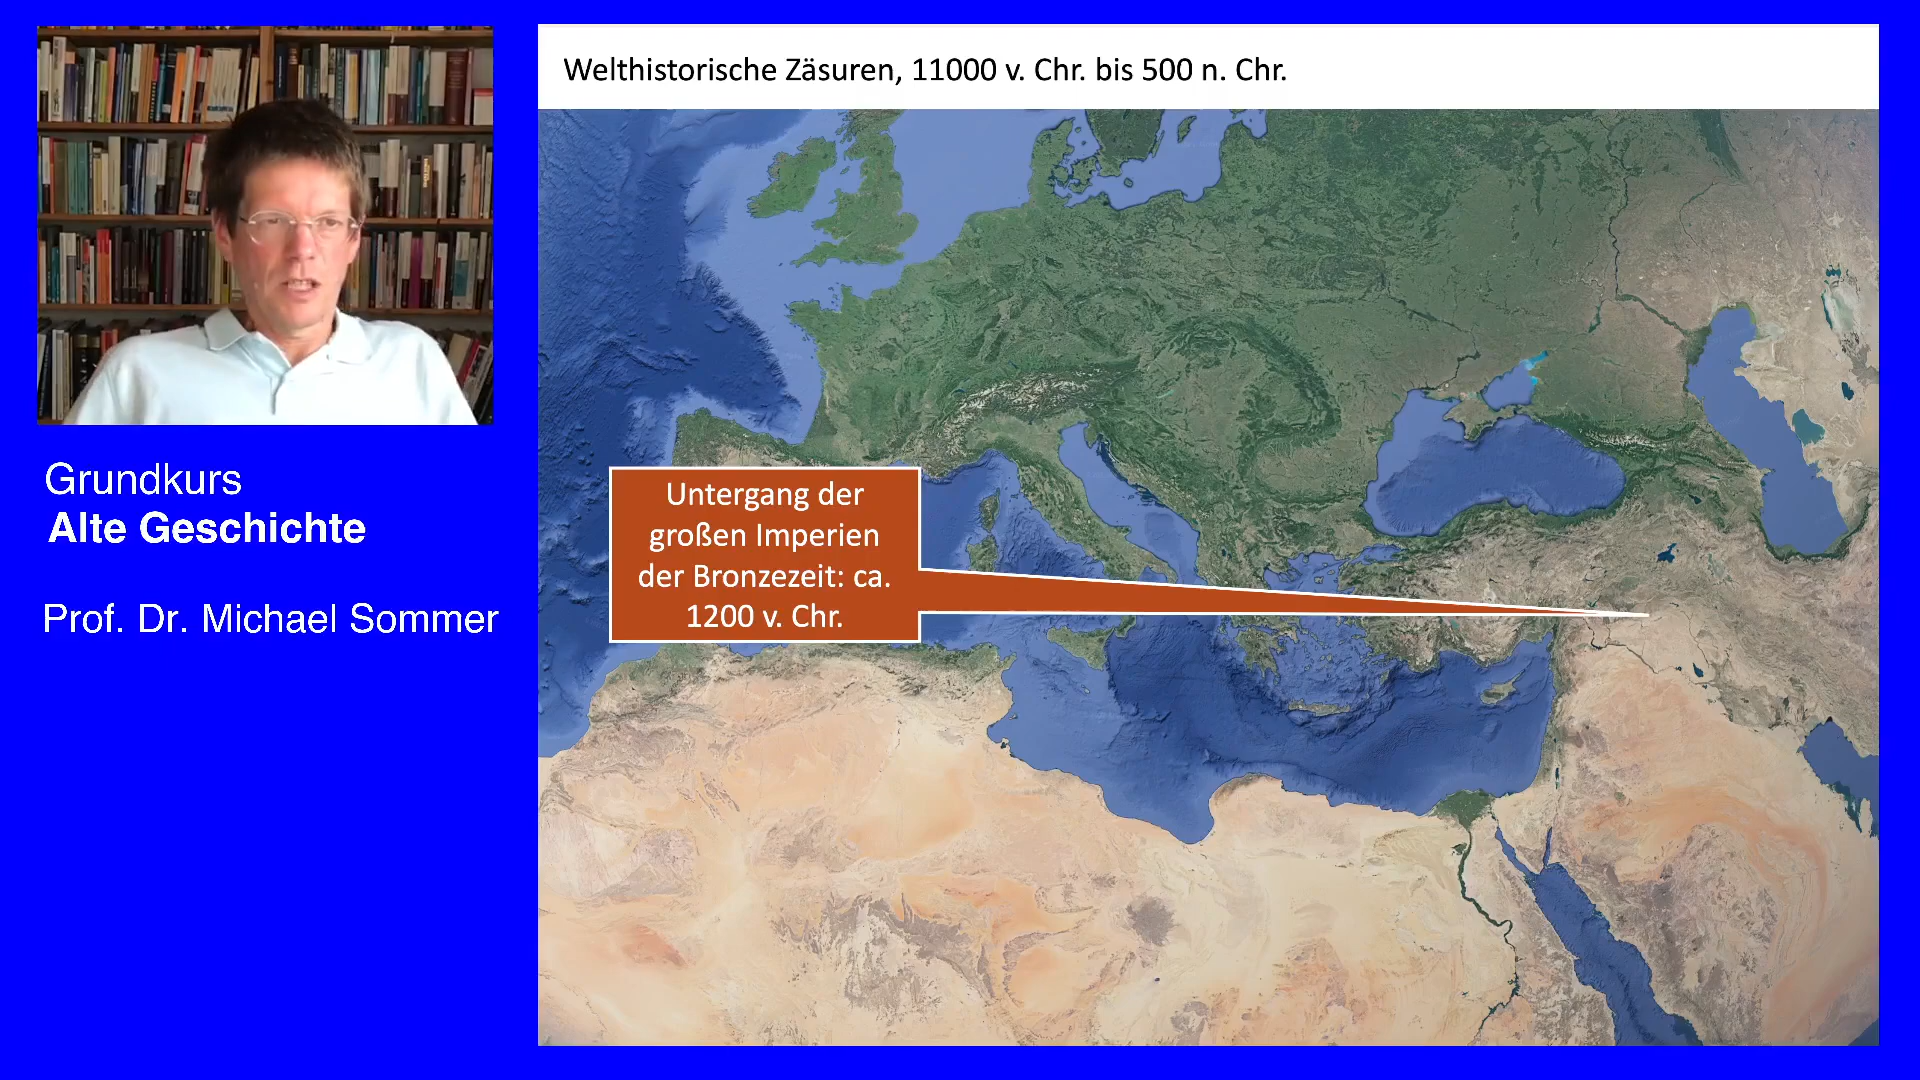 Welthistorische Zäsuren, 11000 v. Chr. bis 500 n. Chr.
Grundkurs
Alte Geschichte
Prof. Dr. Michael Sommer
Untergang der
großen Imperien
der Bronzezeit: ca.
1200 v. Chr.